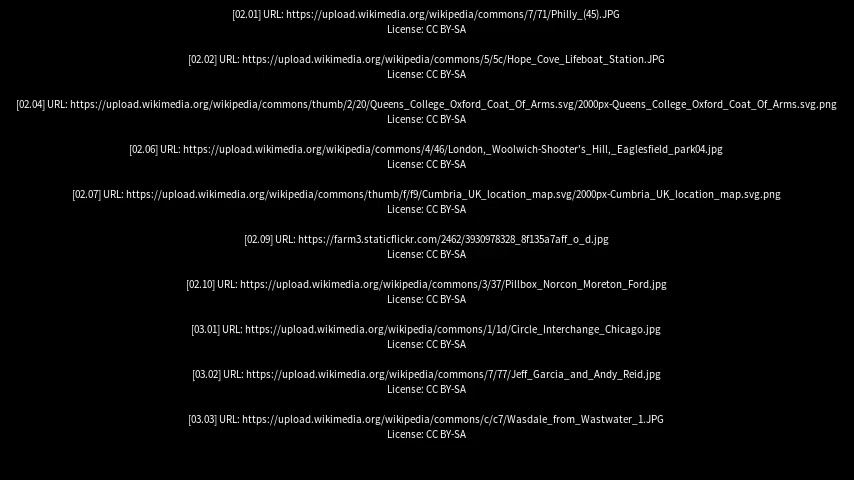 [02.01] URL: https://upload.wikimedia.org/wikipedia/commons/7/71/Philly_(45).JPG
License: CC BY-SA
[02.02] URL: https://upload.wikimedia.org/wikipedia/commons/5/5c/Hope_Cove_Lifeboat_Station.JPG
License: CC BY-SA
[02.04] URL: https://upload.wikimedia.org/wikipedia/commons/thumb/2/20/Queens_College_Oxford_Coat_Of_Arms.svg/2000px-Queens_College_Oxford_Coat_Of_Arms.svg.png
License: CC BY-SA
[02.06] URL: https://upload.wikimedia.org/wikipedia/commons/4/46/London,_Woolwich-Shooter's_Hill,_Eaglesfield_park04.jpg
License: CC BY-SA
[02.07] URL: https://upload.wikimedia.org/wikipedia/commons/thumb/f/f9/Cumbria_UK_location_map.svg/2000px-Cumbria_UK_location_map.svg.png
License: CC BY-SA
[02.09] URL: https://farm3.staticflickr.com/2462/3930978328_8f135a7aff_o_d.jpg
License: CC BY-SA
[02.10] URL: https://upload.wikimedia.org/wikipedia/commons/3/37/Pillbox_Norcon_Moreton_Ford.jpg
License: CC BY-SA
[03.01] URL: https://upload.wikimedia.org/wikipedia/commons/1/1d/Circle_Interchange_Chicago.jpg
License: CC BY-SA
[03.02] URL: https://upload.wikimedia.org/wikipedia/commons/7/77/Jeff_Garcia_and_Andy_Reid.jpg
License: CC BY-SA
[03.03] URL: https://upload.wikimedia.org/wikipedia/commons/c/c7/Wasdale_from_Wastwater_1.JPG
License: CC BY-SA